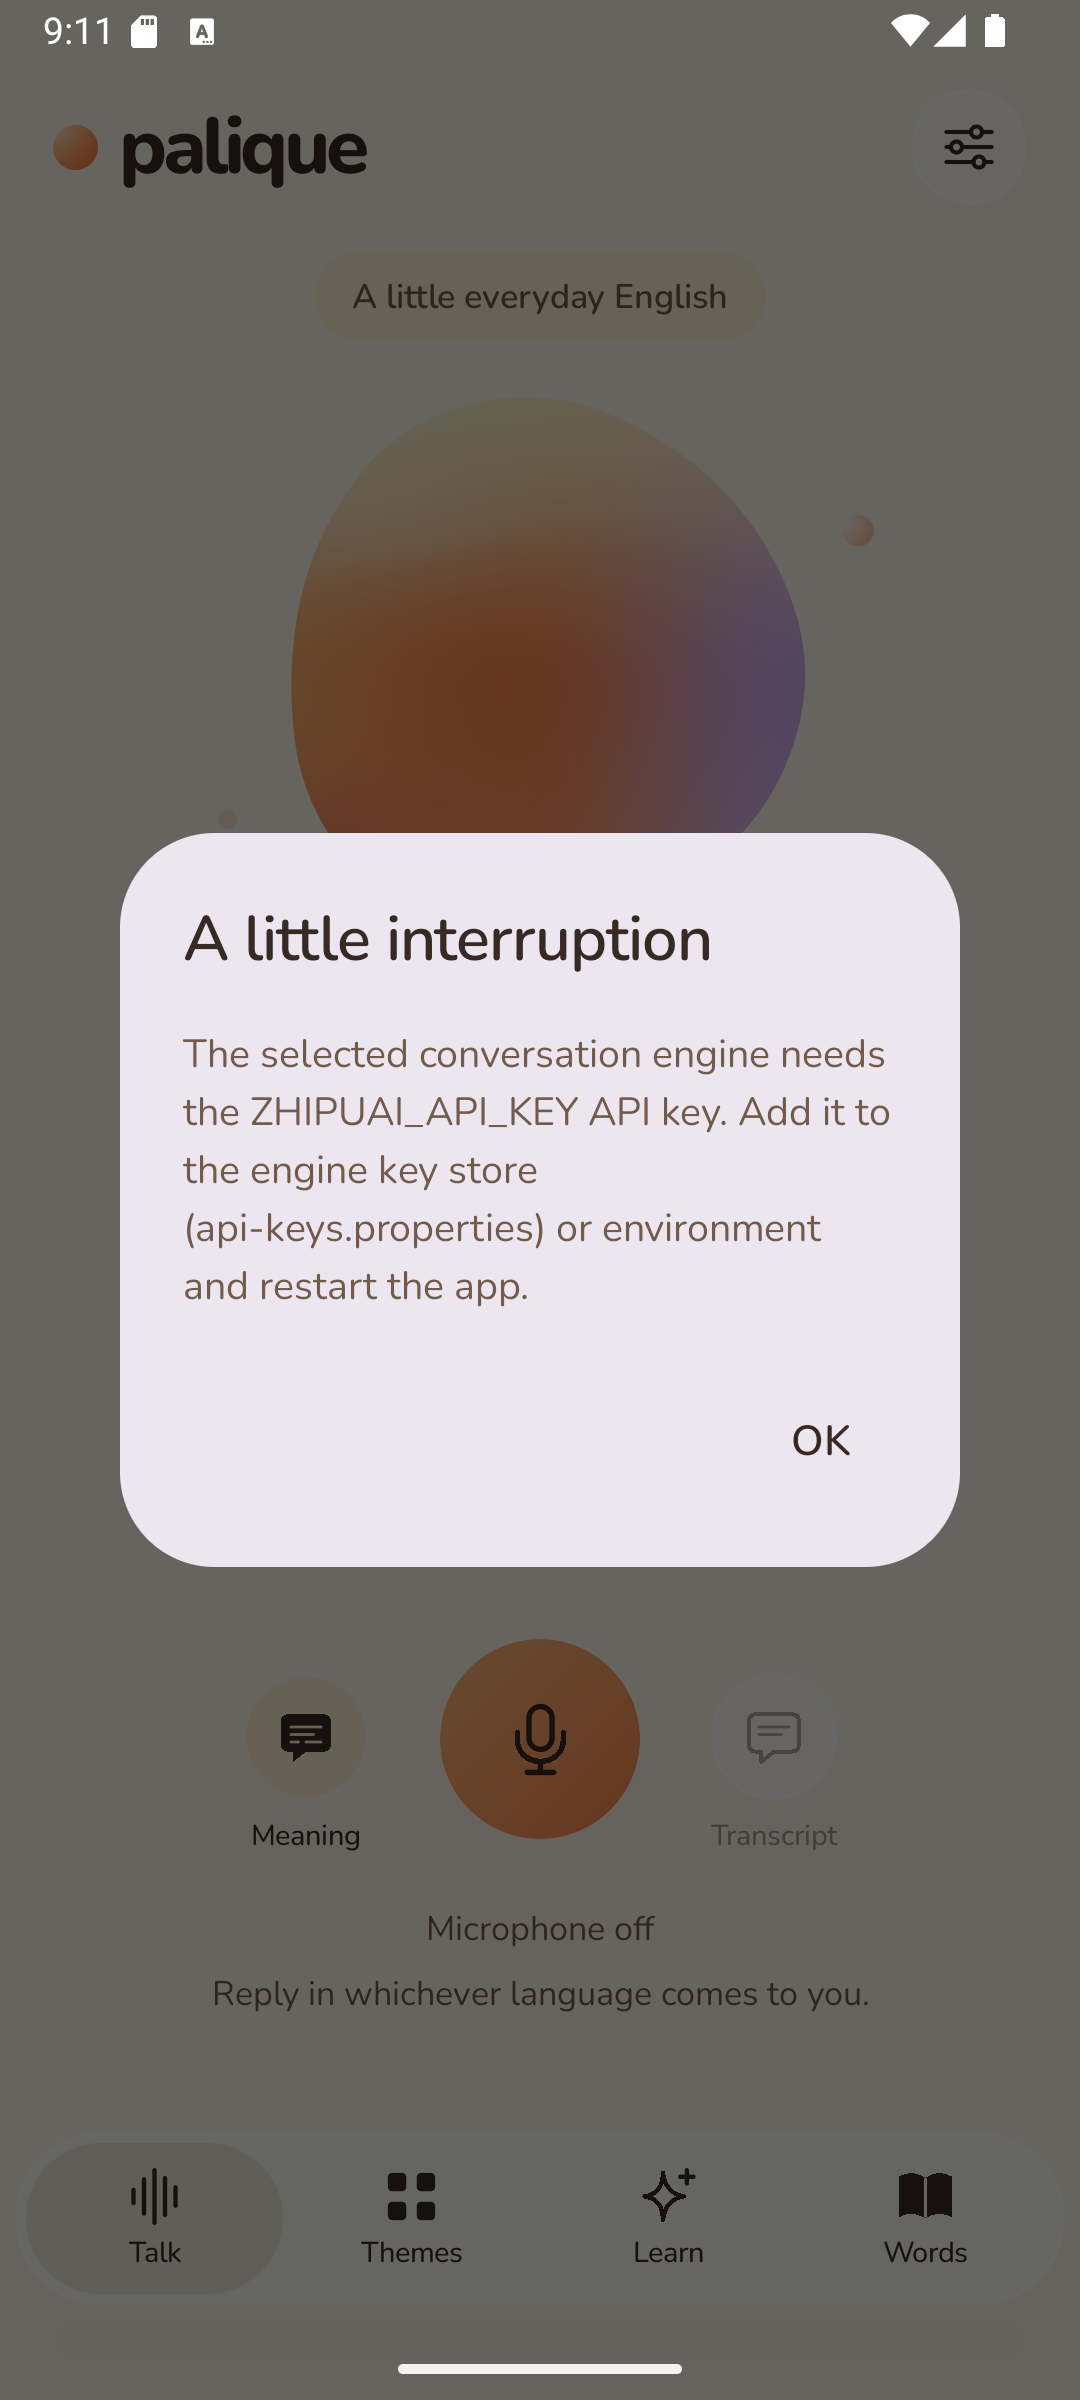 9:11
palique
A little everyday English
A little interruption
The selected conversation engine needs
the ZHIPUAI_API_KEY API key. Add it to
the engine key store
(api-keys.properties) or environment
and restart the app.
OK
Meaning
Transcript
Microphone off
Reply in whichever language comes to you.
Talk
Themes
Learn
Words